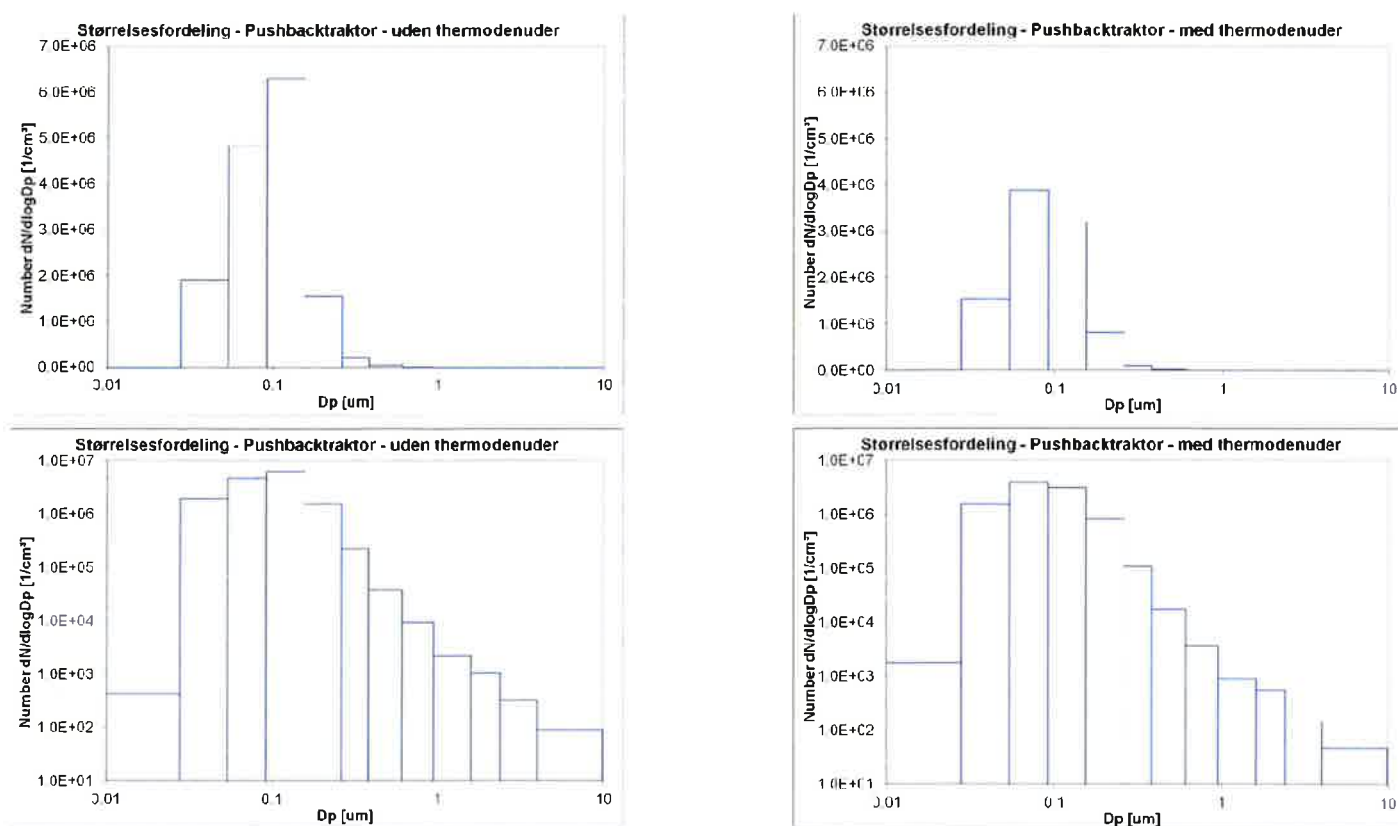 Størrelsesfordeling - Pushbacktraktor - uden thermodenuder
7.0E+06
6.0E+06
5.0E+06
4.0E+06
3.0E+06
2.0E+06
1.0E+06
0.0E+00
Number dN/dlogDp [1/cm³]
0.01 0.1 1 10
Dp [um]
Størrelsesfordeling - Pushbacktraktor - med thermodenuder
7.0E+06
6.0E+06
5.0E+06
4.0E+06
3.0E+06
2.0E+06
1.0E+06
0.0E+00
Number dN/dlogDp [1/cm³]
0.01 0.1 1 10
Dp [um]
Størrelsesfordeling - Pushbacktraktor - uden thermodenuder
1.0E+07
1.0E+06
1.0E+05
1.0E+04
1.0E+03
1.0E+02
1.0E+01
Number dN/dlogDp [1/cm³]
0.01 0.1 1 10
Dp [um]
Størrelsesfordeling - Pushbacktraktor - med thermodenuder
1.0E+07
1.0E+06
1.0E+05
1.0E+04
1.0E+03
1.0E+02
1.0E+01
Number dN/dlogDp [1/cm³]
0.01 0.1 1 10
Dp [um]